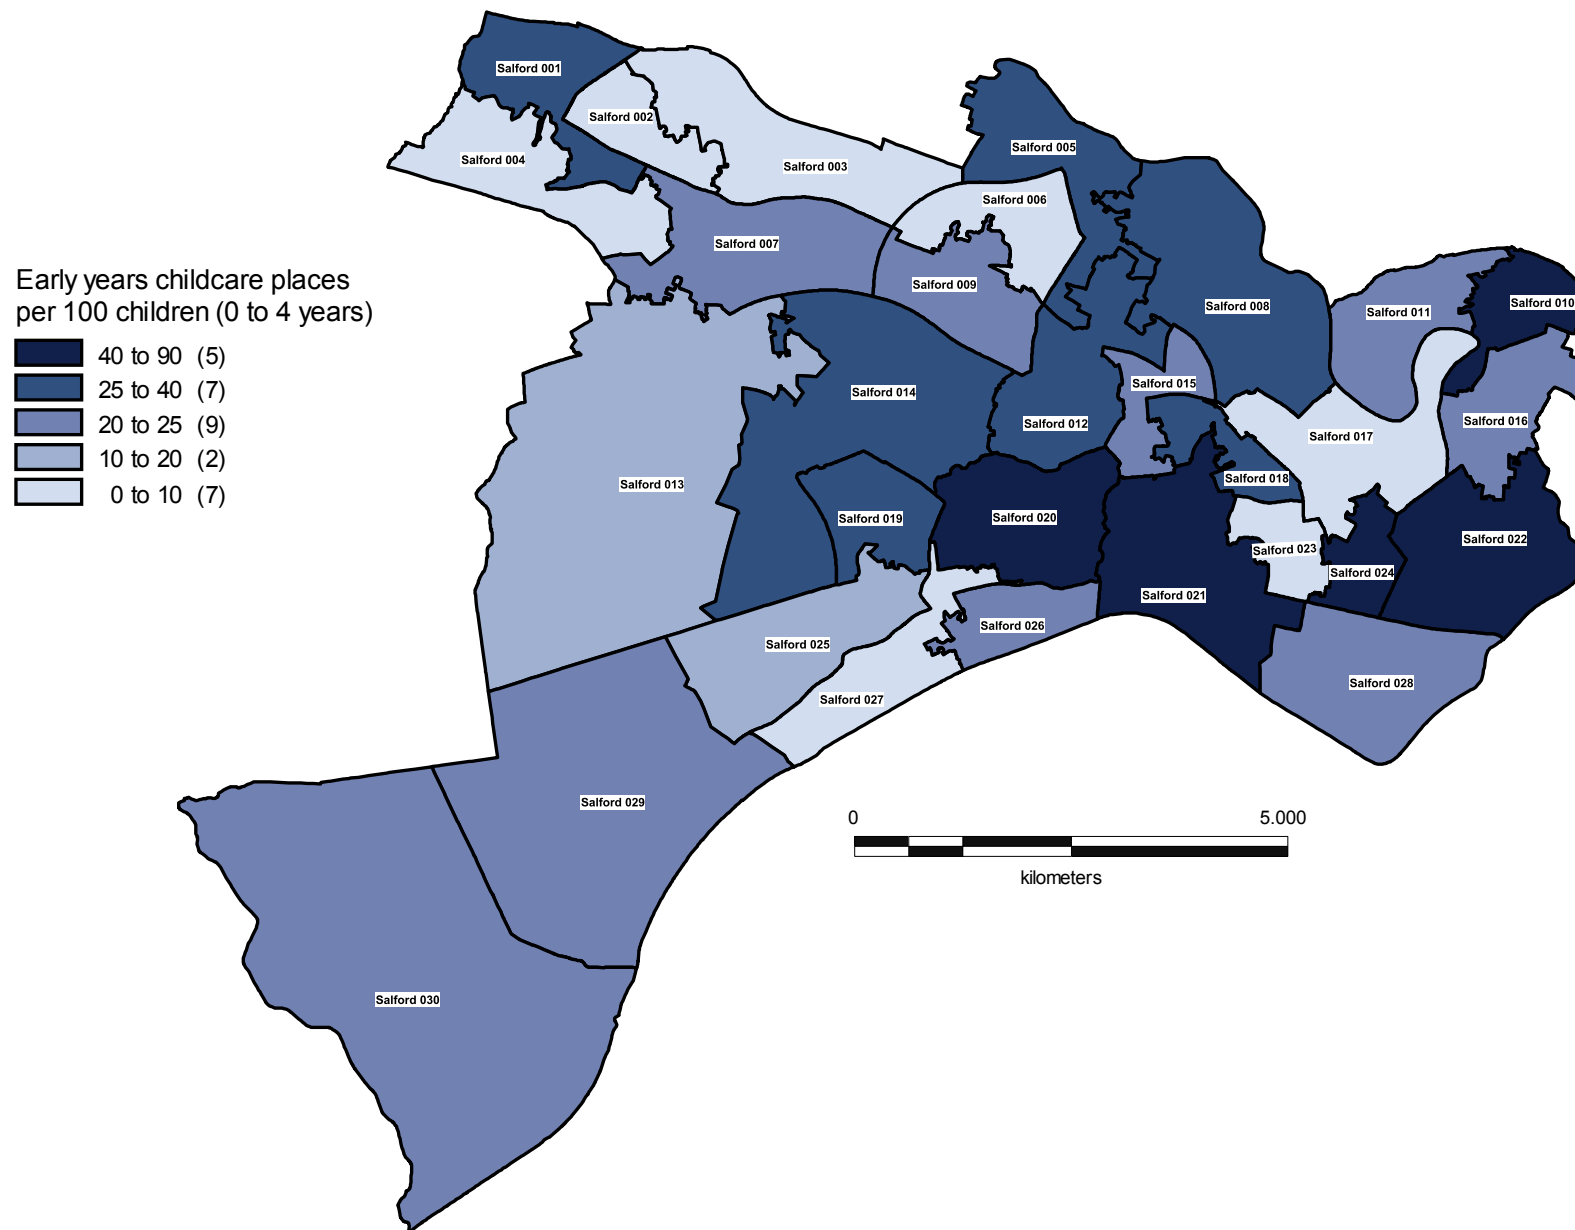 Salford 001
Salford 002
Salford 005
Salford 004
Salford 003
Salford 006
Salford 007
Early years childcare places
per 100 children (0 to 4 years)
40 to 90 (5)
25 to 40 (7)
20 to 25 (9)
10 to 20 (2)
0 to 10 (7)
Salford 009
Salford 008
Salford 011
Salford 010
Salford 015
Salford 014
Salford 012
Salford 017
Salford 016
Salford 013
Salford 018
Salford 019
Salford 020
Salford 022
Salford 023
Salford 024
Salford 021
Salford 026
Salford 025
Salford 028
Salford 027
Salford 029
0 5.000
kilometers
Salford 030